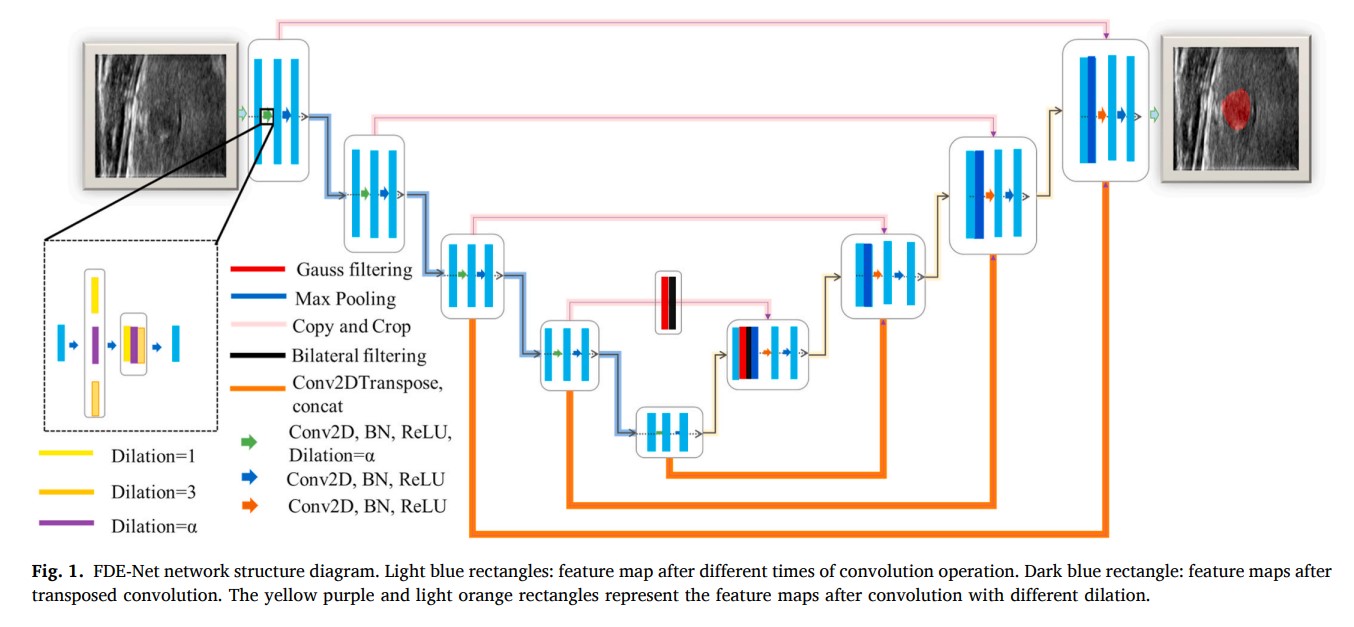 Gauss filtering
Max Pooling
Copy and Crop
Bilateral filtering
Conv2DTranspose,
concat
Conv2D, BN, ReLU,
Dilation=α
Conv2D, BN, ReLU
Conv2D, BN, ReLU
Dilation=1
Dilation=3
Dilation=α
Fig. 1. FDE-Net network structure diagram. Light blue rectangles: feature map after different times of convolution operation. Dark blue rectangle: feature maps after
transposed convolution. The yellow purple and light orange rectangles represent the feature maps after convolution with different dilation.